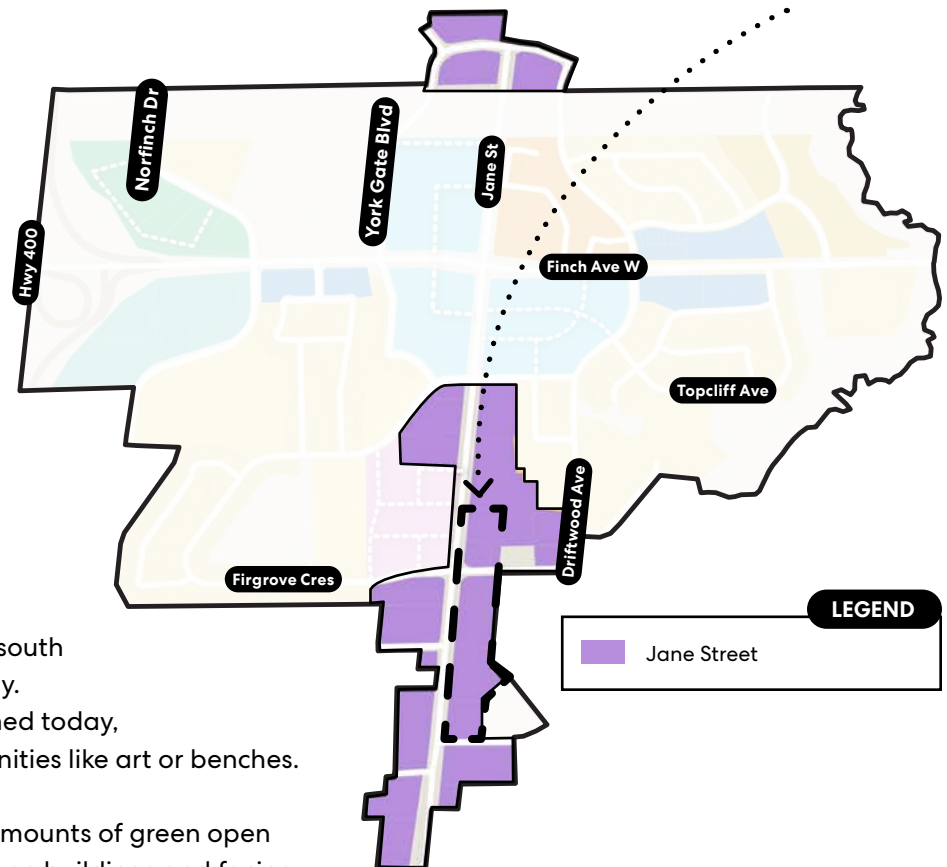 Norfinch Dr
York Gate Blvd
Jane St
Hwy 400
Finch Ave W
Topcliff Ave
Driftwood Ave
Firgrove Cres
LEGEND
Jane Street
south
y.
ned today,
nities like art or benches.
mounts of green open